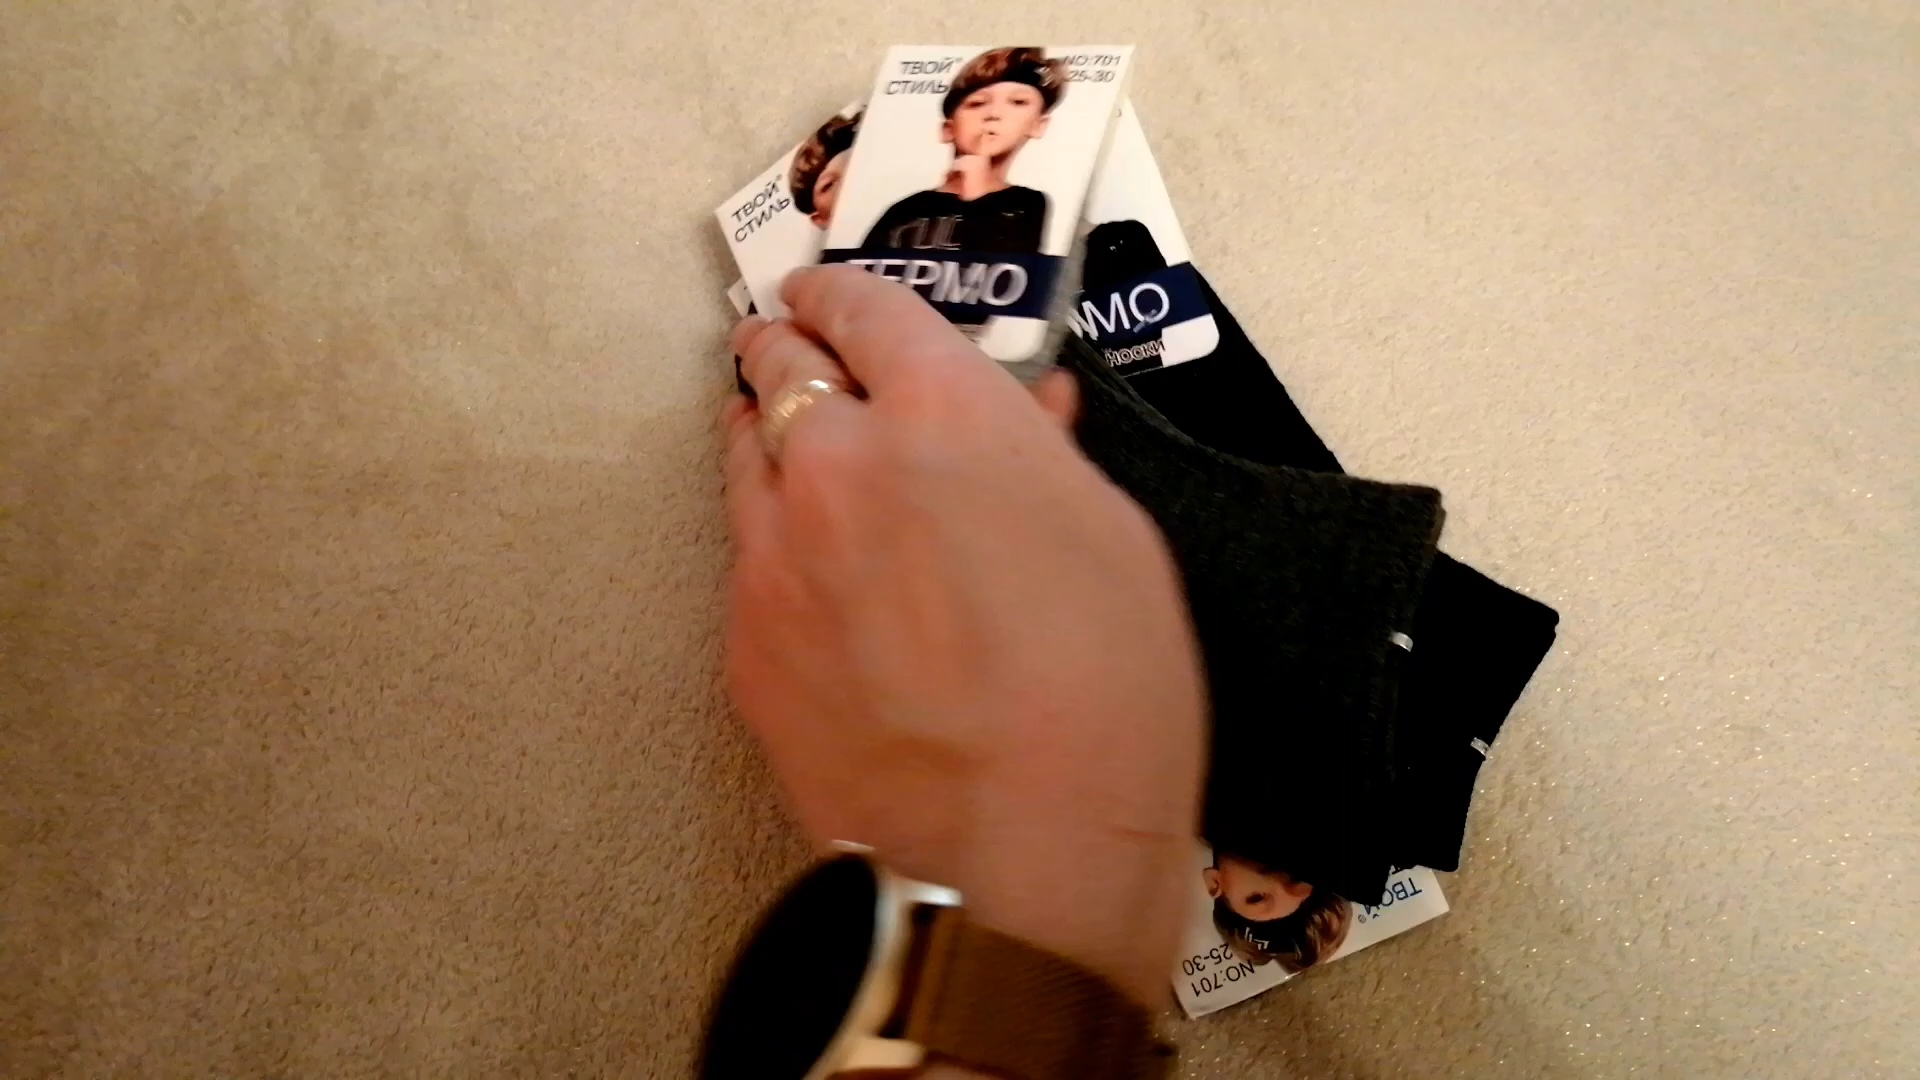 ТВОЙ®
СТИЛЬ
NO:701
25-30
ТЕРМО
ТВОЙ®
СТИЛЬ
МО
НОСКИ
ТВОЙ®
NO:701
25-30